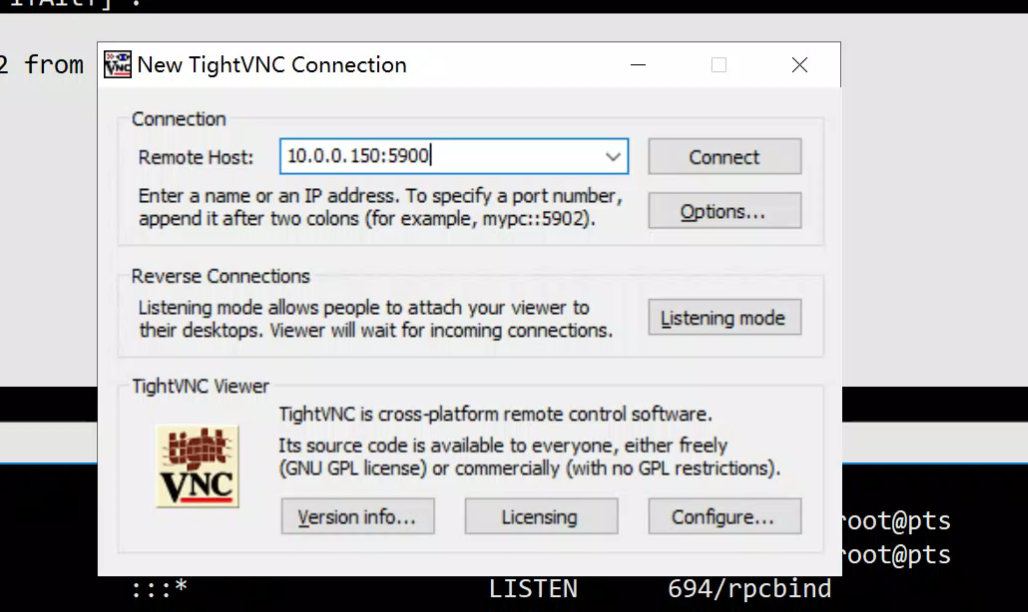 2 from
New TightVNC Connection
Connection
Remote Host: 10.0.0.150:5900 Connect
Enter a name or an IP address. To specify a port number,
append it after two colons (for example, mypc::5902).
Options...
Reverse Connections
Listening mode allows people to attach your viewer to
their desktops. Viewer will wait for incoming connections.
Listening mode
TightVNC Viewer
TightVNC is cross-platform remote control software.
Its source code is available to everyone, either freely
(GNU GPL license) or commercially (with no GPL restrictions).
tight
VNC
Version info... Licensing Configure...
root@pts
root@pts
:::* LISTEN 694/rpcbind